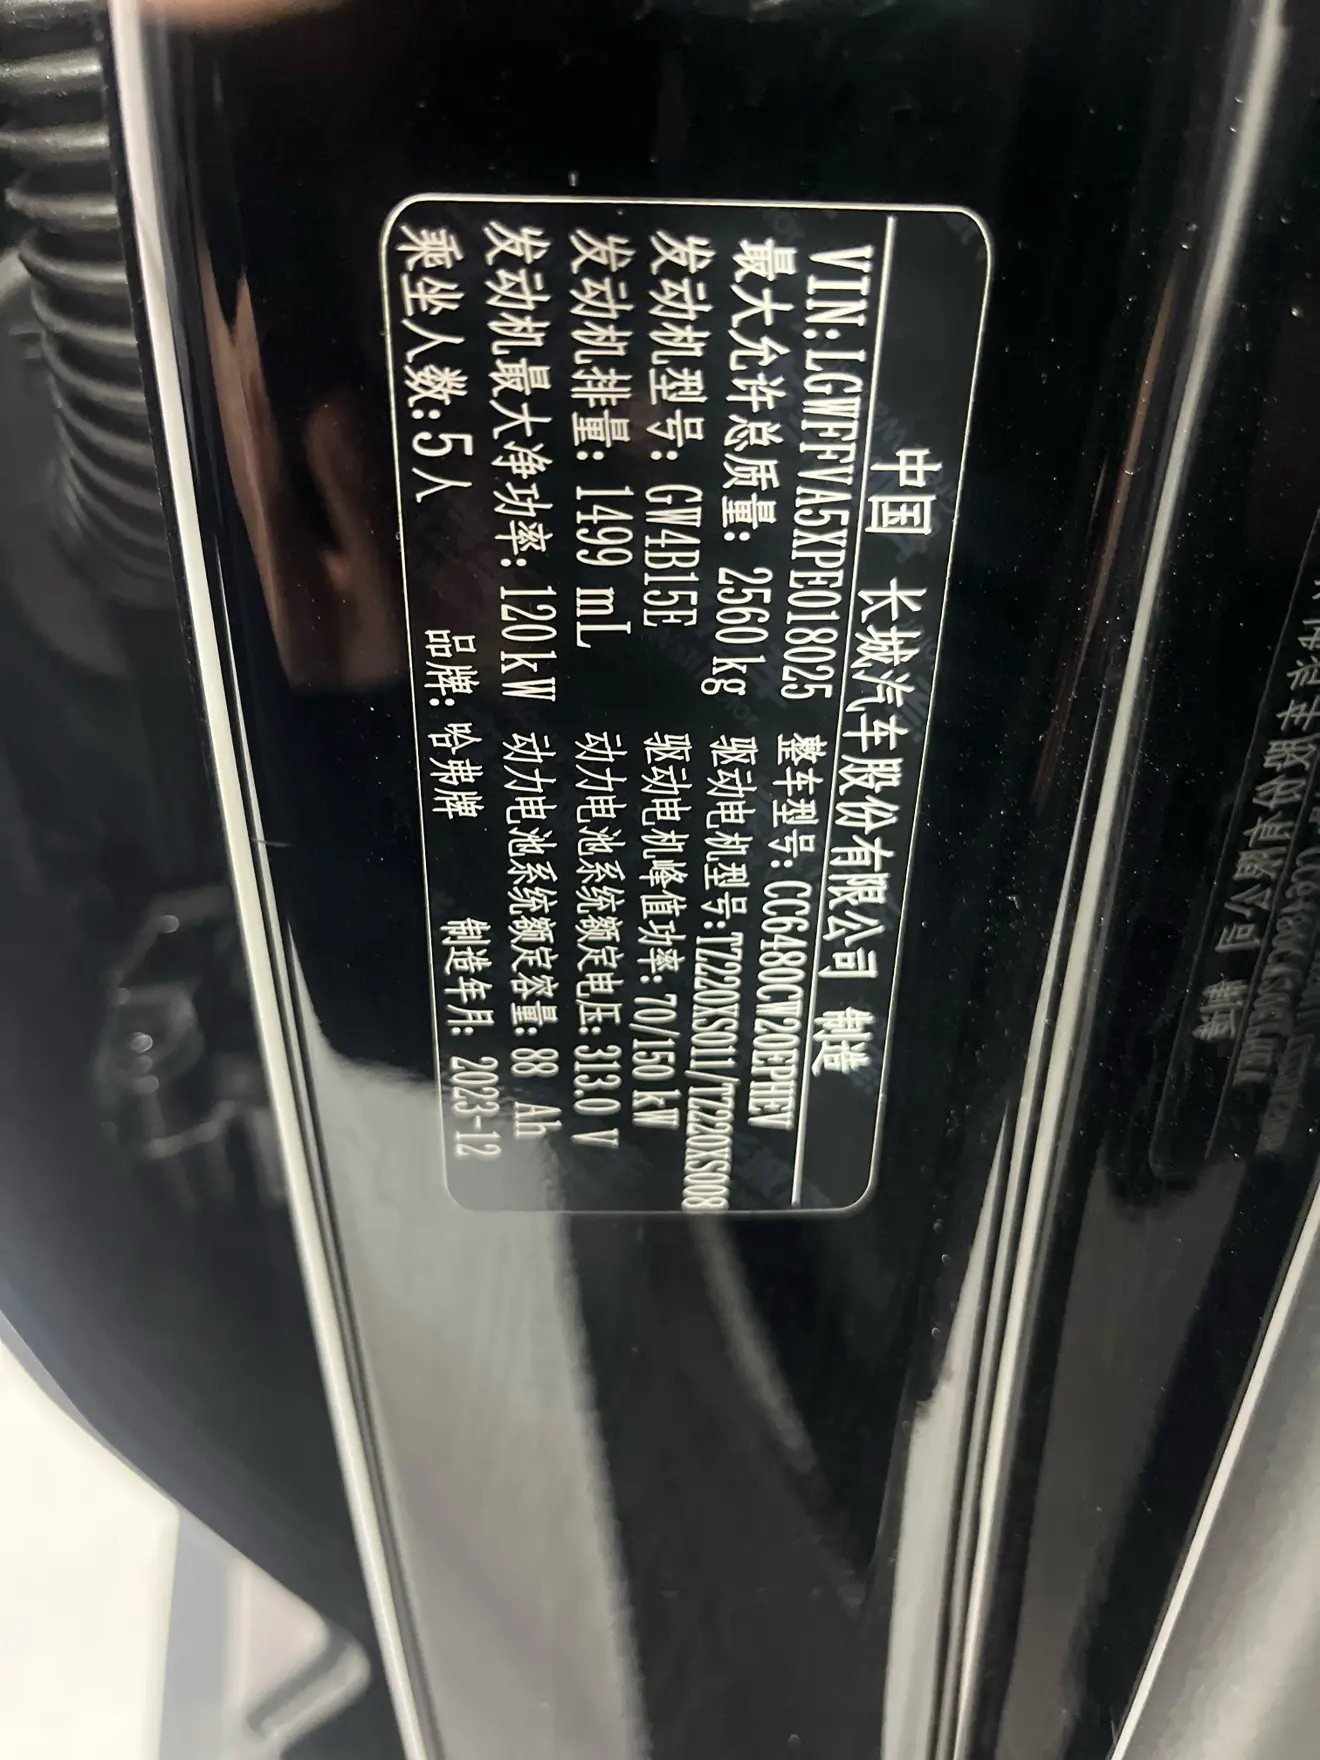 中国 长城汽车股份有限公司 制造
VIN:LGWFVA5XPE018025 整车型号:CC6480CW20EPHEV
最大允许总质量: 2560 kg 驱动电机型号:TZ220XS011/TZ220XS008
发动机型号: GW4B15E 驱动电机峰值功率: 70/150 kW
发动机排量: 1499 mL 动力电池系统额定电压: 313.0 V
发动机最大净功率: 120 kW 动力电池系统额定容量: 88 Ah
乘坐人数:5人 品牌: 哈弗牌 制造年月: 2023-12